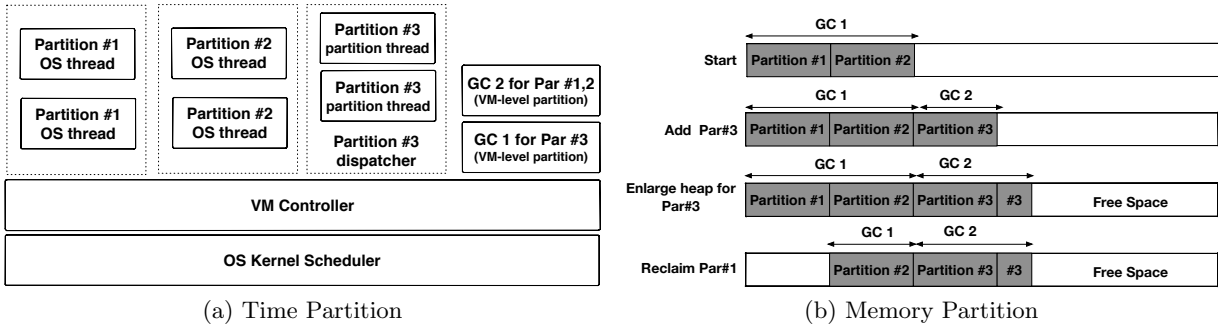 Partition #1
OS thread
Partition #1
OS thread
Partition #2
OS thread
Partition #2
OS thread
Partition #3
partition thread
Partition #3
partition thread
Partition #3
dispatcher
GC 2 for Par #1,2
(VM-level partition)
GC 1 for Par #3
(VM-level partition)
VM Controller
OS Kernel Scheduler
(a) Time Partition
GC 1
Start
Partition #1 Partition #2
GC 1 GC 2
Add Par#3
Partition #1 Partition #2 Partition #3
GC 1 GC 2
Enlarge heap for
Par#3
Partition #1 Partition #2 Partition #3 #3 Free Space
GC 1 GC 2
Reclaim Par#1
Partition #2 Partition #3 #3 Free Space
(b) Memory Partition